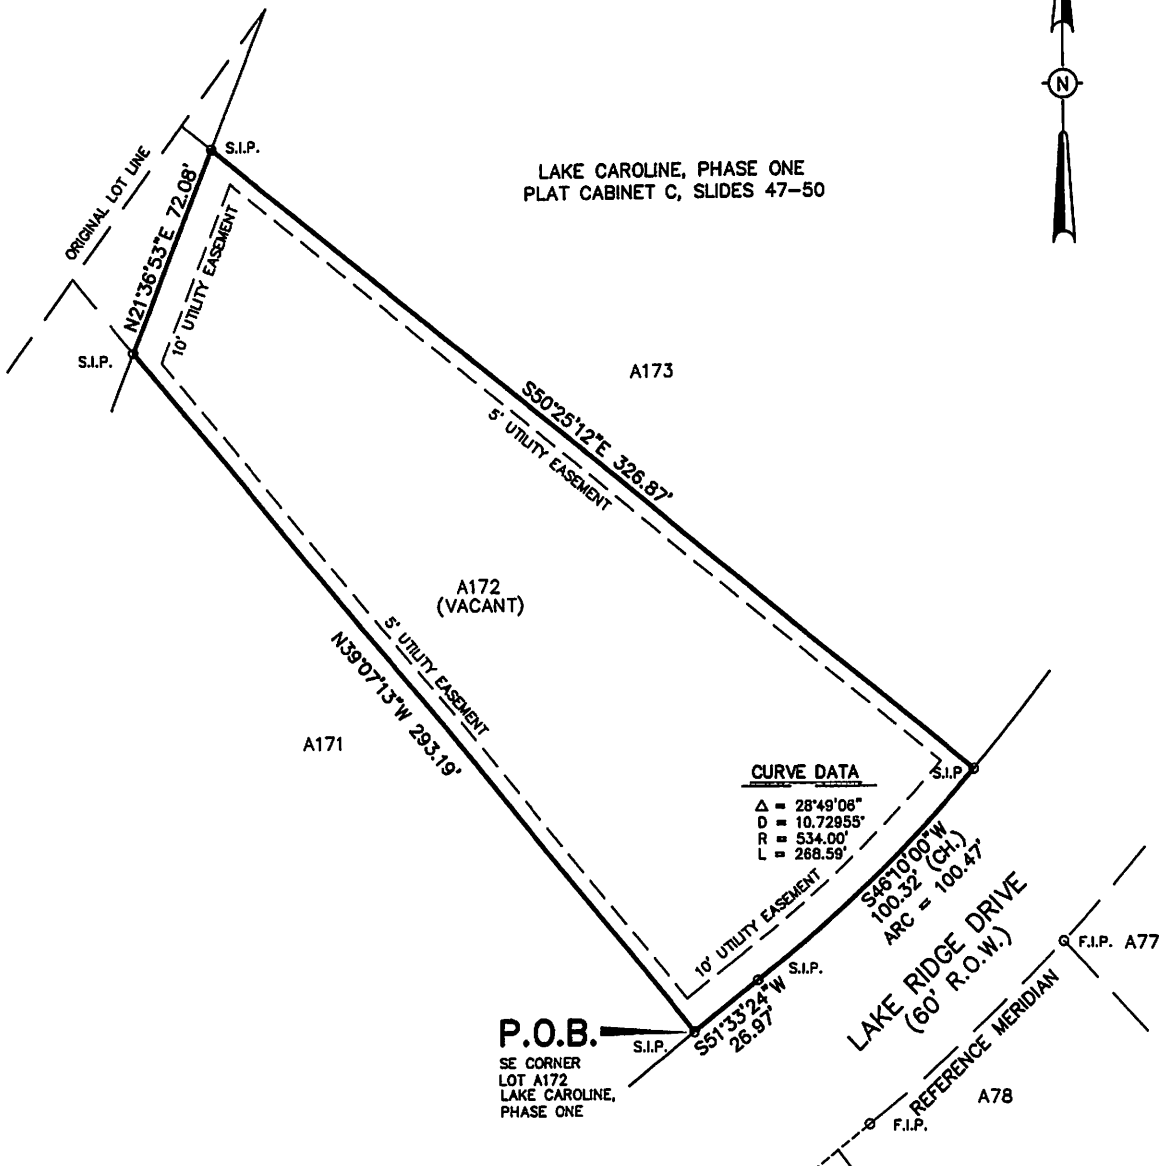 N
S.I.P.
LAKE CAROLINE, PHASE ONE
PLAT CABINET C, SLIDES 47-50
ORIGINAL LOT LINE
N21°36'53"E 72.08'
10' UTILITY EASEMENT
S.I.P.
A173
S50°25'12"E 326.87'
5' UTILITY EASEMENT
A172
(VACANT)
5' UTILITY EASEMENT
N39°07'13"W 293.19'
A171
CURVE DATA
Δ = 28°49'06"
D = 10.72955°
R = 534.00'
L = 268.59'
S.I.P.
S46°10'00"W
100.32' (CH.)
ARC = 100.47'
10' UTILITY EASEMENT
S.I.P.
LAKE RIDGE DRIVE
(60' R.O.W.)
F.I.P. A77
REFERENCE MERIDIAN
S51°33'24"W
26.97'
P.O.B.
S.I.P.
SE CORNER
LOT A172
LAKE CAROLINE,
PHASE ONE
A78
F.I.P.